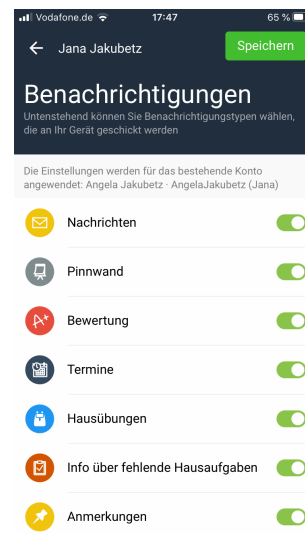 Vodafone.de 17:47 65 %
Jana Jakubetz Speichern
Benachrichtigungen
Untenstehend können Sie Benachrichtigungstypen wählen,
die an Ihr Gerät geschickt werden
Die Einstellungen werden für das bestehende Konto
angewendet: Angela Jakubetz · AngelaJakubetz (Jana)
Nachrichten
Pinnwand
A+ Bewertung
Termine
Hausübungen
Info über fehlende Hausaufgaben
Anmerkungen